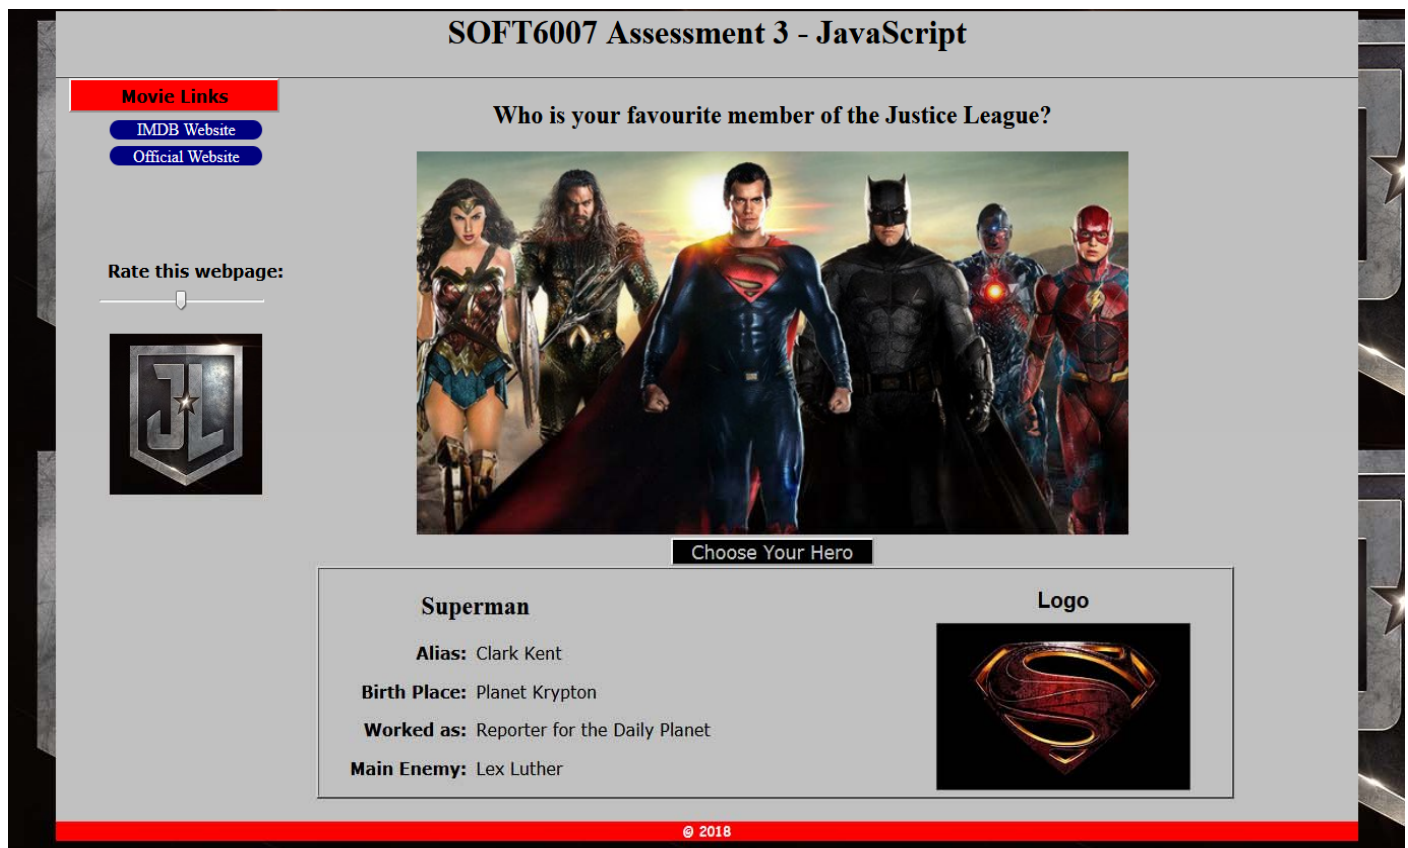 SOFT6007 Assessment 3 - JavaScript
Movie Links
IMDB Website
Official Website
Rate this webpage:
JL
Who is your favourite member of the Justice League?
Choose Your Hero
Superman
Alias: Clark Kent
Birth Place: Planet Krypton
Worked as: Reporter for the Daily Planet
Main Enemy: Lex Luther
Logo
© 2018